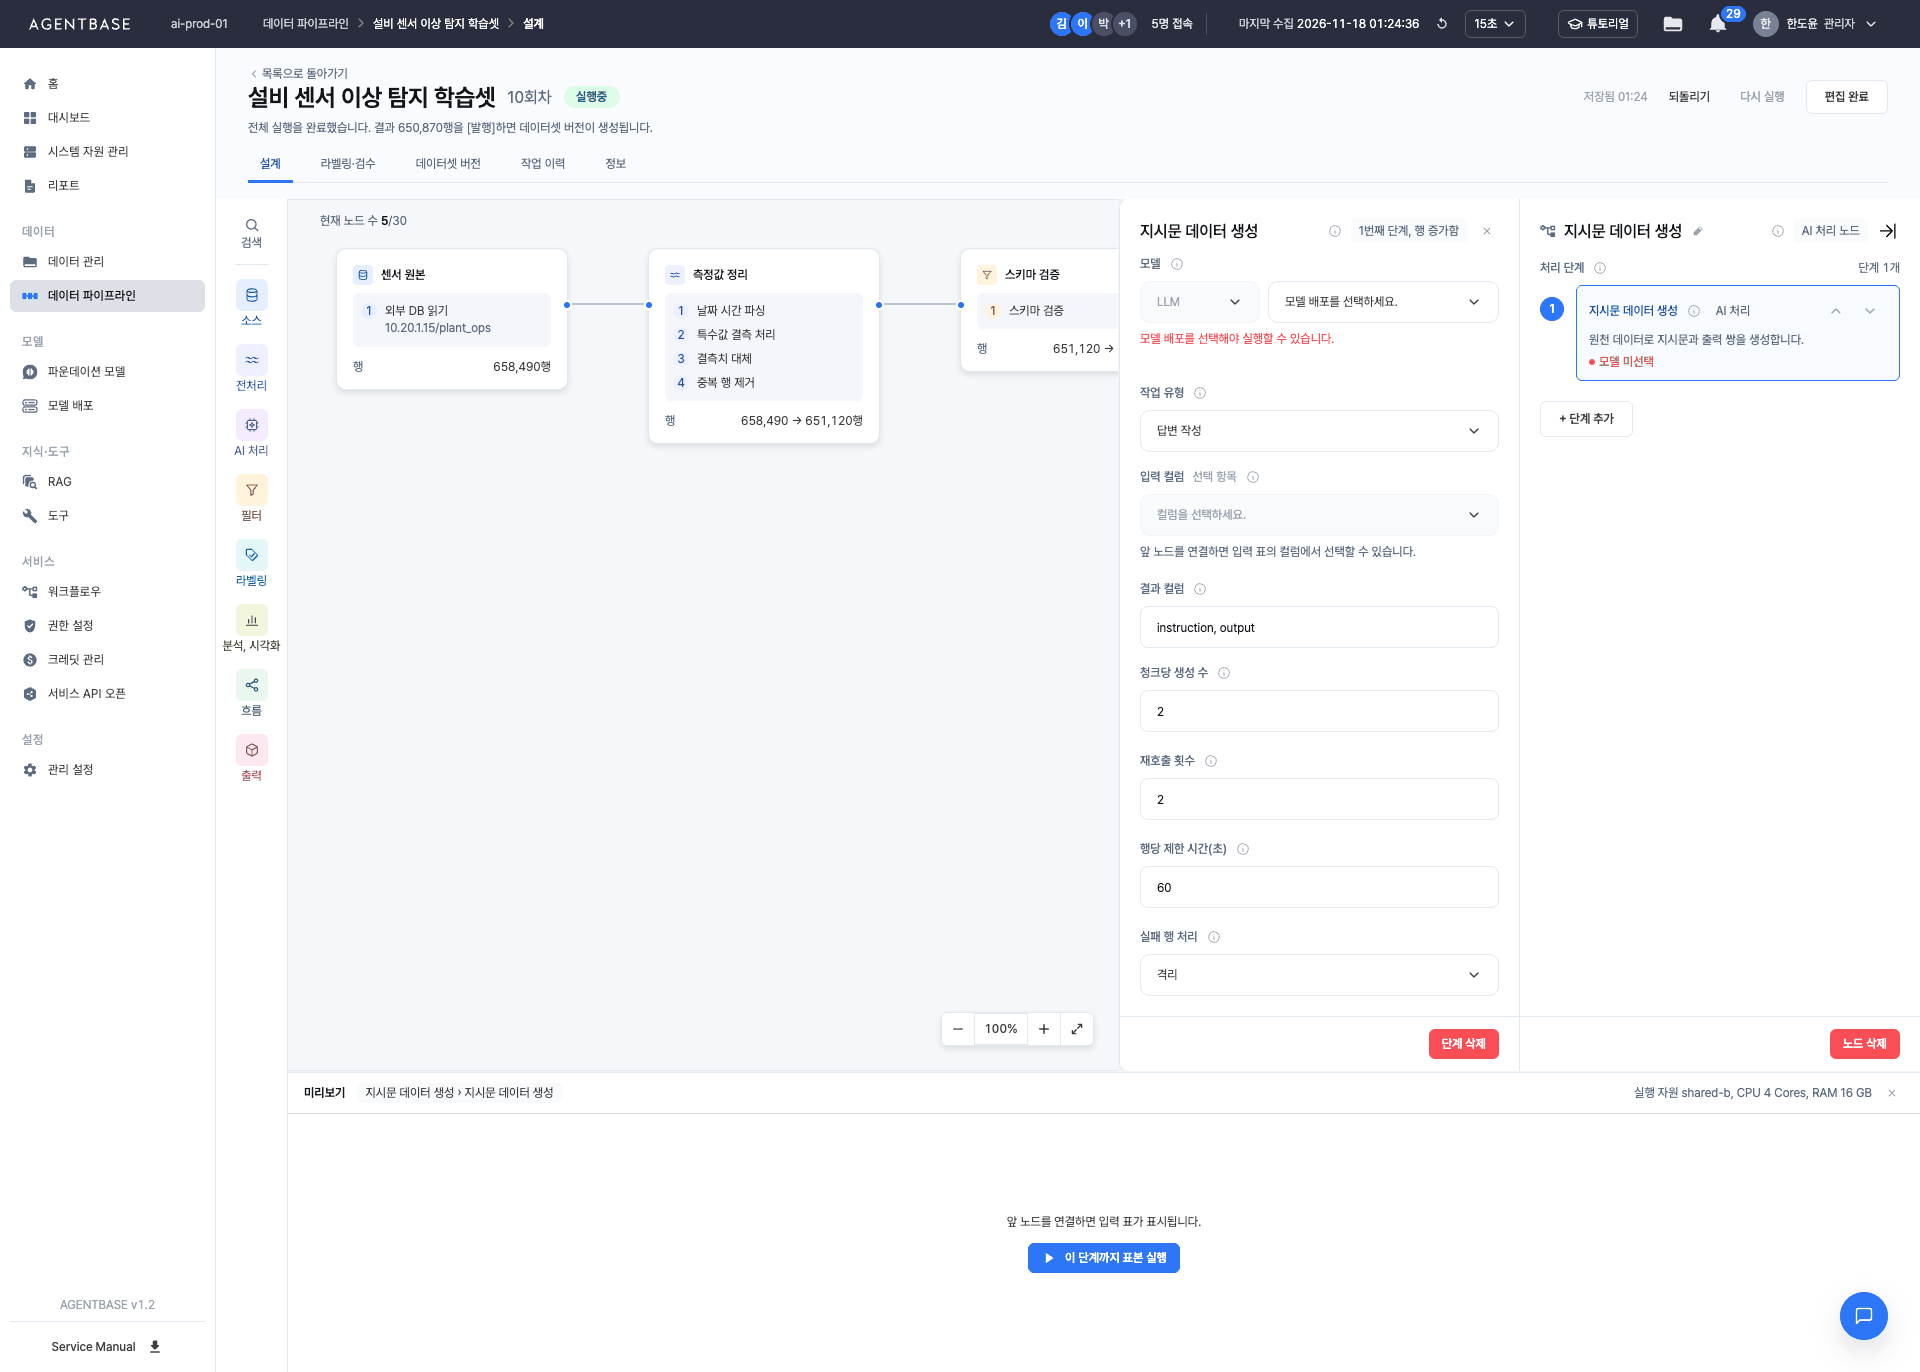 AGENTBASE
ai-prod-01
데이터 파이프라인
설비 센서 이상 탐지 학습셋
설계
김
이
박
+1
5명 접속
마지막 수집 2026-11-18 01:24:36
15초
튜토리얼
29
한
한도윤 관리자
홈
대시보드
시스템 자원 관리
리포트
데이터
데이터 관리
데이터 파이프라인
모델
파운데이션 모델
모델 배포
지식·도구
RAG
도구
서비스
워크플로우
권한 설정
크레딧 관리
서비스 API 오픈
설정
관리 설정
AGENTBASE v1.2
Service Manual
목록으로 돌아가기
설비 센서 이상 탐지 학습셋 10회차 실행중
전체 실행을 완료했습니다. 결과 650,870행을 [발행]하면 데이터셋 버전이 생성됩니다.
저장됨 01:24
되돌리기
다시 실행
편집 완료
설계
라벨링·검수
데이터셋 버전
작업 이력
정보
검색
소스
전처리
AI 처리
필터
라벨링
분석, 시각화
흐름
출력
현재 노드 수 5/30
센서 원본
1 외부 DB 읽기
10.20.1.15/plant_ops
행 658,490행
측정값 정리
1 날짜 시간 파싱
2 특수값 결측 처리
3 결측치 대체
4 중복 행 제거
행 658,490 → 651,120행
스키마 검증
1 스키마 검증
행 651,120 →
100%
지시문 데이터 생성
1번째 단계, 행 증가함
모델
LLM
모델 배포를 선택하세요.
모델 배포를 선택해야 실행할 수 있습니다.
작업 유형
답변 작성
입력 컬럼 선택 항목
컬럼을 선택하세요.
앞 노드를 연결하면 입력 표의 컬럼에서 선택할 수 있습니다.
결과 컬럼
instruction, output
청크당 생성 수
2
재호출 횟수
2
행당 제한 시간(초)
60
실패 행 처리
격리
단계 삭제
지시문 데이터 생성
AI 처리 노드
처리 단계
단계 1개
1
지시문 데이터 생성 AI 처리
원천 데이터로 지시문과 출력 쌍을 생성합니다.
모델 미선택
+ 단계 추가
노드 삭제
미리보기
지시문 데이터 생성 › 지시문 데이터 생성
실행 자원 shared-b, CPU 4 Cores, RAM 16 GB
앞 노드를 연결하면 입력 표가 표시됩니다.
이 단계까지 표본 실행